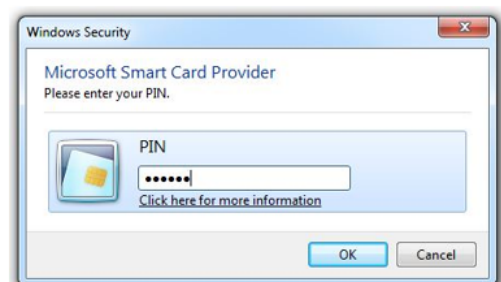 Windows Security
Microsoft Smart Card Provider
Please enter your PIN.
PIN
••••••
Click here for more information
OK
Cancel